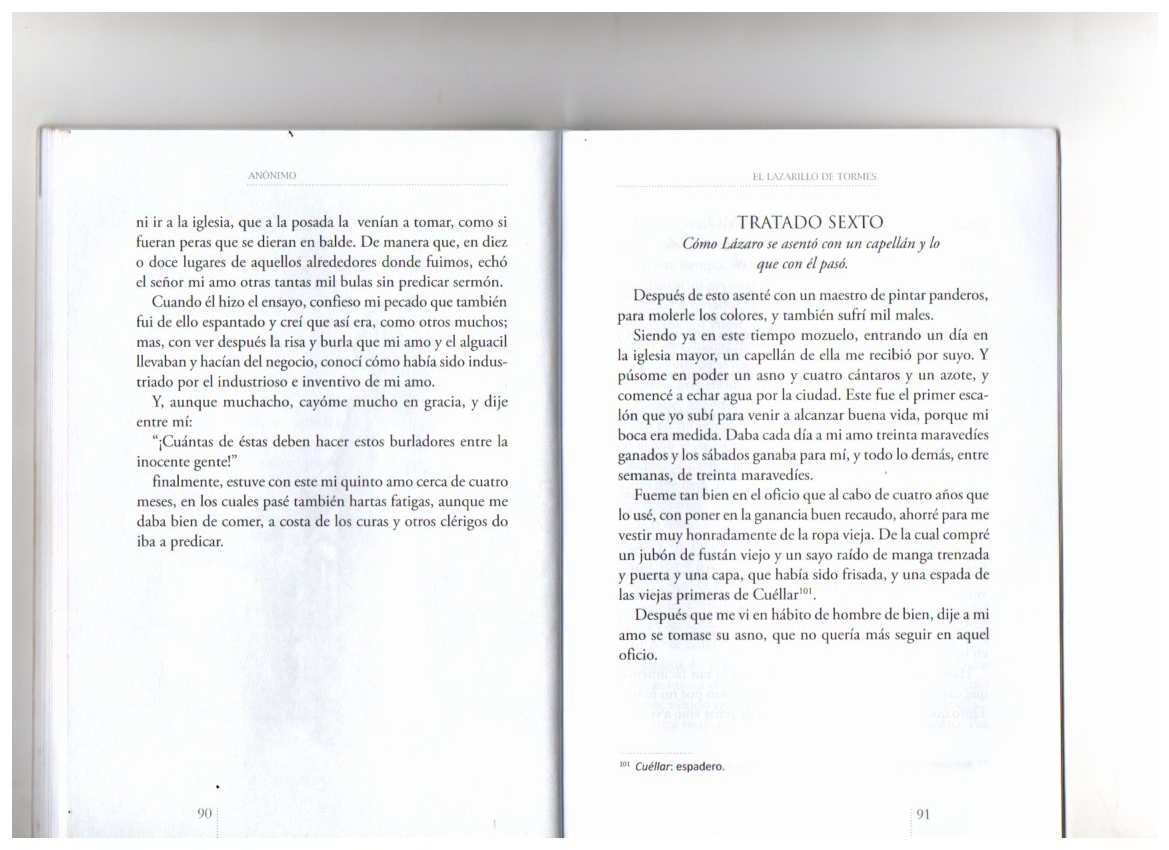 ANÓNIMO
ni ir a la iglesia, que a la posada la venían a tomar, como si
fueran peras que se dieran en balde. De manera que, en diez
o doce lugares de aquellos alrededores donde fuimos, echó
el señor mi amo otras tantas mil bulas sin predicar sermón.
Cuando él hizo el ensayo, confieso mi pecado que también
fui de ello espantado y creí que así era, como otros muchos;
mas, con ver después la risa y burla que mi amo y el alguacil
llevaban y hacían del negocio, conocí cómo había sido indus-
triado por el industrioso e inventivo de mi amo.
Y, aunque muchacho, cayóme mucho en gracia, y dije
entre mí:
“¡Cuántas de éstas deben hacer estos burladores entre la
inocente gente!”
finalmente, estuve con este mi quinto amo cerca de cuatro
meses, en los cuales pasé también hartas fatigas, aunque me
daba bien de comer, a costa de los curas y otros clérigos do
iba a predicar.
90
EL LAZARILLO DE TORMES
TRATADO SEXTO
Cómo Lázaro se asentó con un capellán y lo
que con él pasó.
Después de esto asenté con un maestro de pintar panderos,
para molerle los colores, y también sufrí mil males.
Siendo ya en este tiempo mozuelo, entrando un día en
la iglesia mayor, un capellán de ella me recibió por suyo. Y
púsome en poder un asno y cuatro cántaros y un azote, y
comencé a echar agua por la ciudad. Este fue el primer esca-
lón que yo subí para venir a alcanzar buena vida, porque mi
boca era medida. Daba cada día a mi amo treinta maravedíes
ganados y los sábados ganaba para mí, y todo lo demás, entre
semanas, de treinta maravedíes.
Fueme tan bien en el oficio que al cabo de cuatro años que
lo usé, con poner en la ganancia buen recaudo, ahorré para me
vestir muy honradamente de la ropa vieja. De la cual compré
un jubón de fustán viejo y un sayo raído de manga trenzada
y puerta y una capa, que había sido frisada, y una espada de
las viejas primeras de Cuéllar¹⁰¹.
Después que me vi en hábito de hombre de bien, dije a mi
amo se tomase su asno, que no quería más seguir en aquel
oficio.
¹⁰¹ Cuéllar: espadero.
91